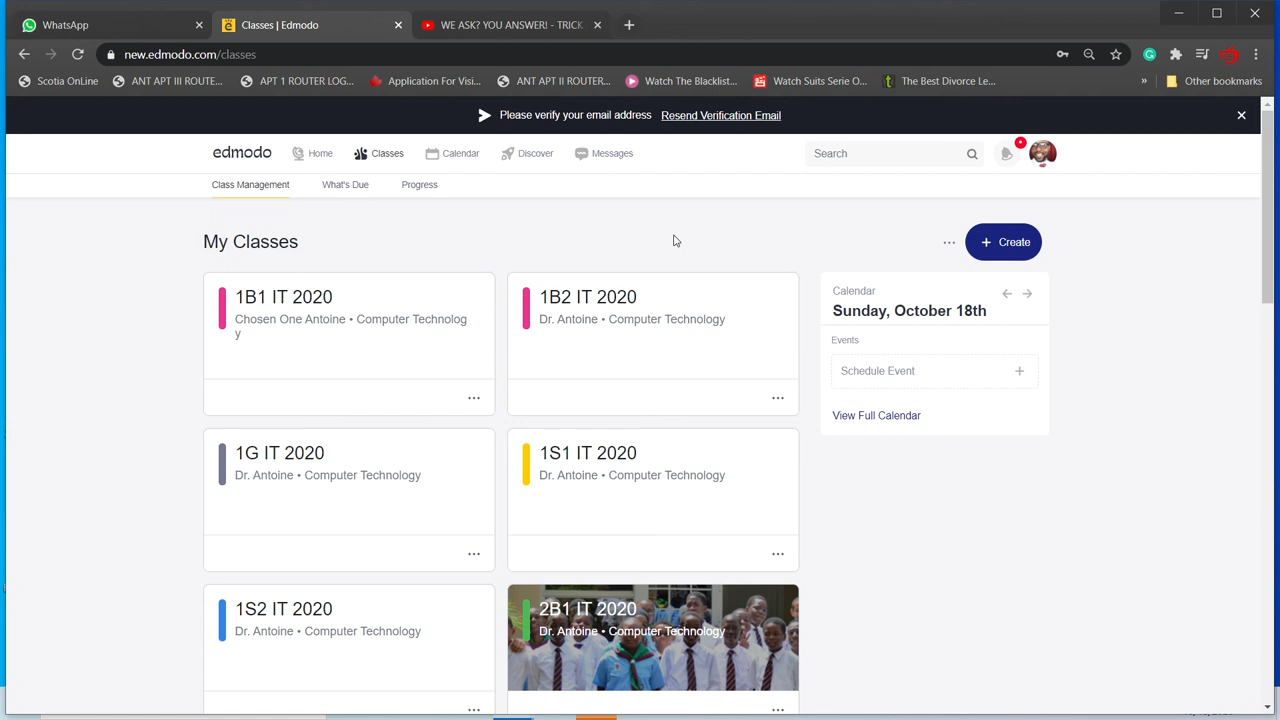 WhatsApp
Classes | Edmodo
WE ASK? YOU ANSWER! - TRICK
new.edmodo.com/classes
Scotia OnLine
ANT APT III ROUTE...
APT 1 ROUTER LOG...
Application For Visi...
ANT APT II ROUTER...
Watch The Blacklist...
Watch Suits Serie O...
The Best Divorce Le...
Other bookmarks
Please verify your email address Resend Verification Email
edmodo
Home
Classes
Calendar
Discover
Messages
Search
Class Management
What's Due
Progress
My Classes
Create
1B1 IT 2020
Chosen One Antoine • Computer Technolog
y
1B2 IT 2020
Dr. Antoine • Computer Technology
Calendar
Sunday, October 18th
Events
Schedule Event
View Full Calendar
1G IT 2020
Dr. Antoine • Computer Technology
1S1 IT 2020
Dr. Antoine • Computer Technology
1S2 IT 2020
Dr. Antoine • Computer Technology
2B1 IT 2020
Dr. Antoine • Computer Technology